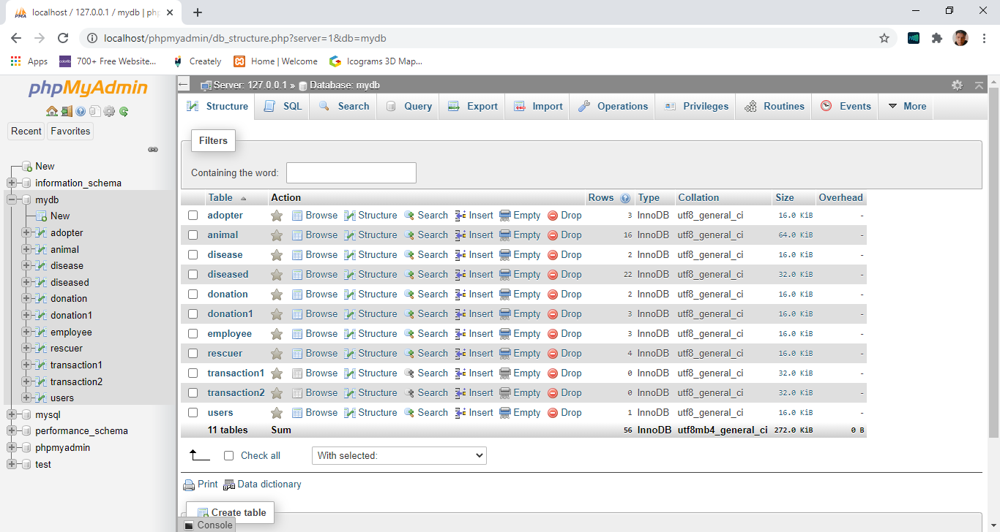 localhost / 127.0.0.1 / mydb | php
localhost/phpmyadmin/db_structure.php?server=1&db=mydb
Apps 700+ Free Website... Creately Home | Welcome Icograms 3D Map...
phpMyAdmin
Recent Favorites
New
information_schema
mydb
New
adopter
animal
disease
diseased
donation
donation1
employee
rescuer
transaction1
transaction2
users
mysql
performance_schema
phpmyadmin
test
Server: 127.0.0.1 » Database: mydb
Structure SQL Search Query Export Import Operations Privileges Routines Events More
Filters
Containing the word:
Table Action Rows Type Collation Size Overhead
adopter Browse Structure Search Insert Empty Drop 3 InnoDB utf8_general_ci 16.0 KiB -
animal Browse Structure Search Insert Empty Drop 16 InnoDB utf8_general_ci 64.0 KiB -
disease Browse Structure Search Insert Empty Drop 2 InnoDB utf8_general_ci 16.0 KiB -
diseased Browse Structure Search Insert Empty Drop 22 InnoDB utf8_general_ci 32.0 KiB -
donation Browse Structure Search Insert Empty Drop 2 InnoDB utf8_general_ci 16.0 KiB -
donation1 Browse Structure Search Insert Empty Drop 3 InnoDB utf8_general_ci 16.0 KiB -
employee Browse Structure Search Insert Empty Drop 3 InnoDB utf8_general_ci 16.0 KiB -
rescuer Browse Structure Search Insert Empty Drop 4 InnoDB utf8_general_ci 16.0 KiB -
transaction1 Browse Structure Search Insert Empty Drop 0 InnoDB utf8_general_ci 32.0 KiB -
transaction2 Browse Structure Search Insert Empty Drop 0 InnoDB utf8_general_ci 32.0 KiB -
users Browse Structure Search Insert Empty Drop 1 InnoDB utf8_general_ci 16.0 KiB -
11 tables Sum 56 InnoDB utf8mb4_general_ci 272.0 KiB 0 B
Check all With selected:
Print Data dictionary
Create table
Console